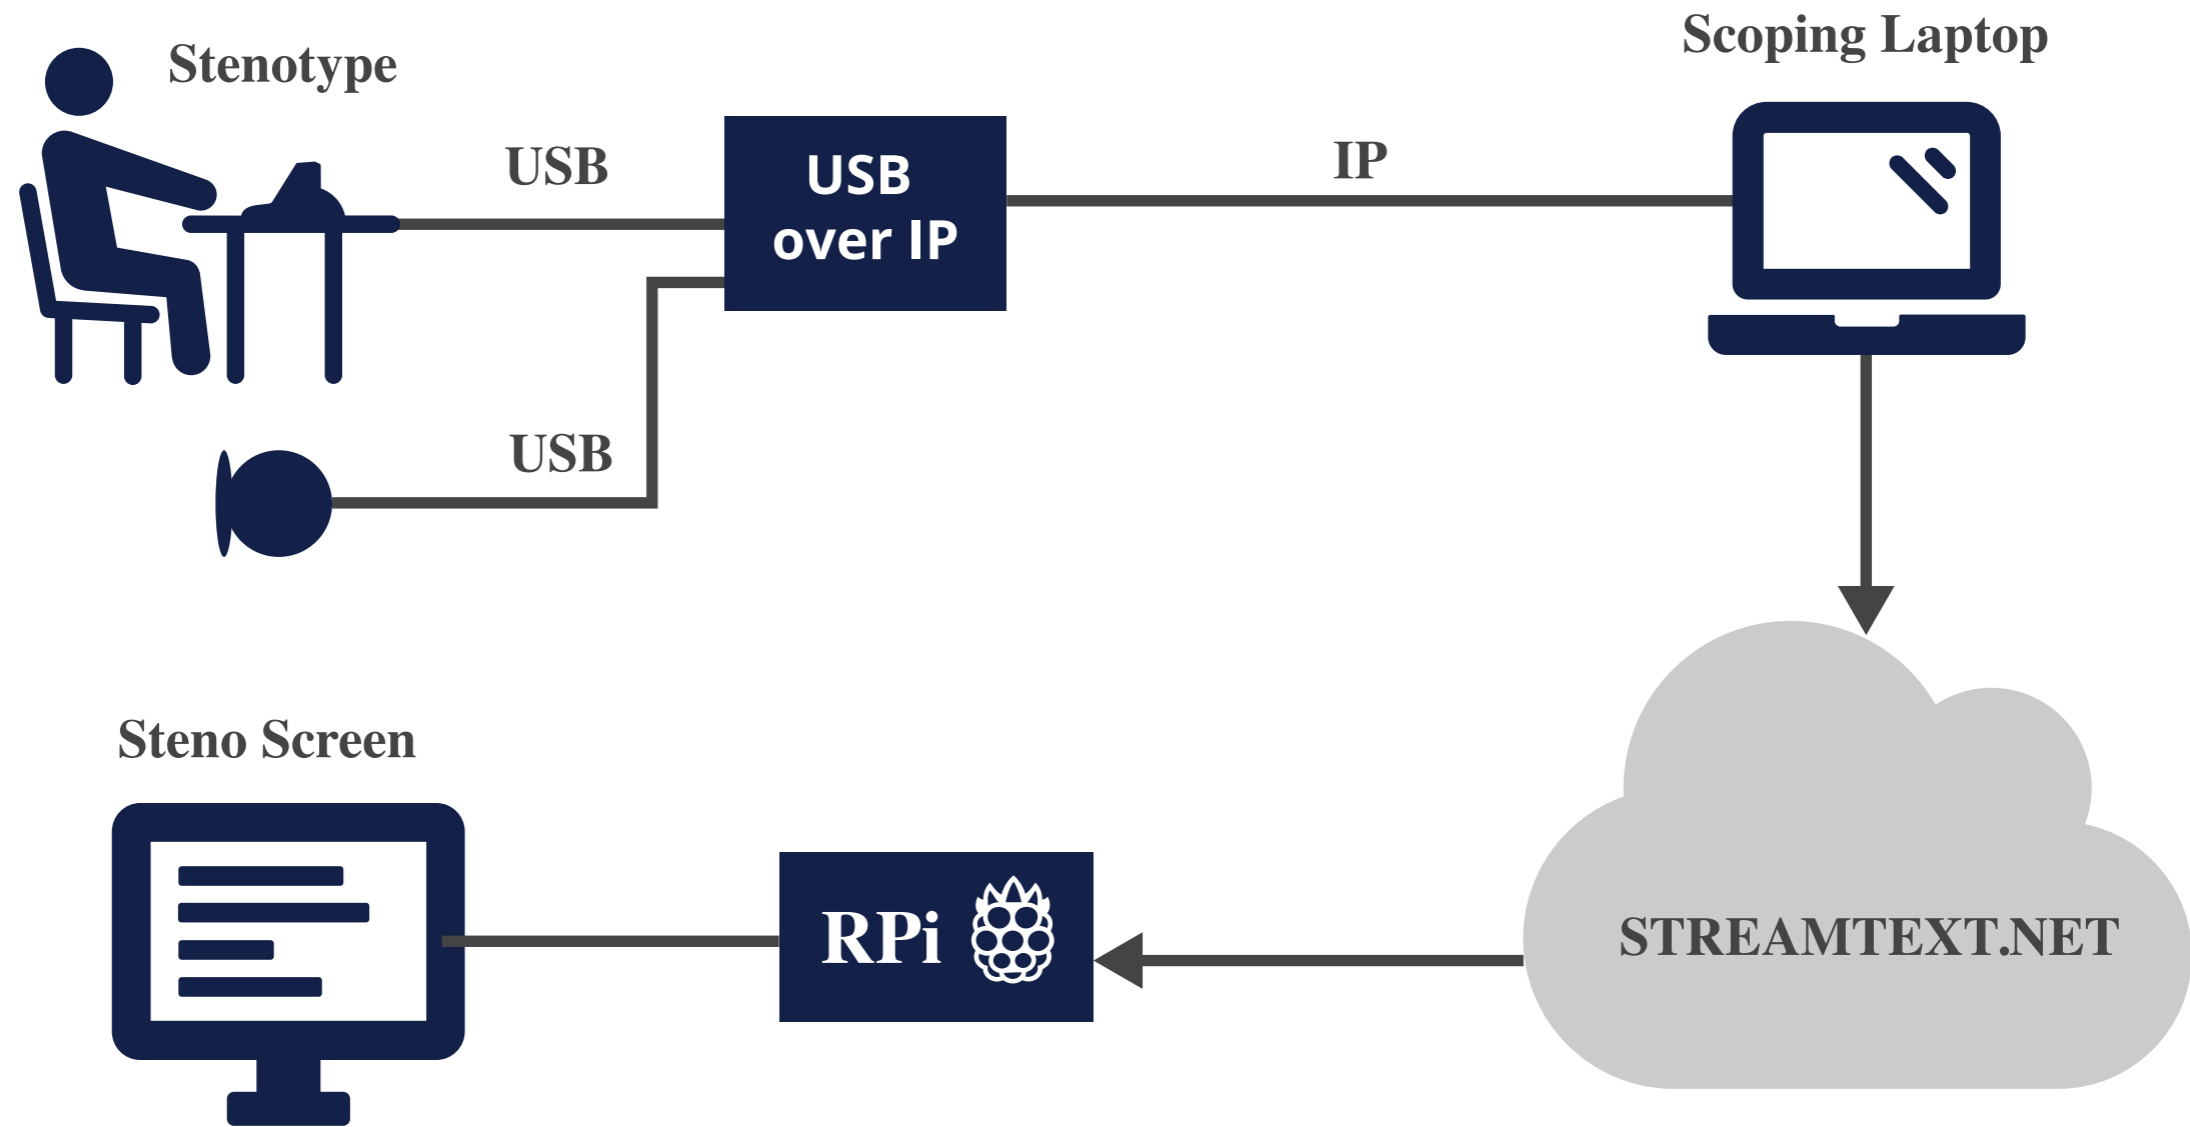 Stenotype
Scoping Laptop
USB
USB
over IP
IP
USB
Steno Screen
RPi
STREAMTEXT.NET